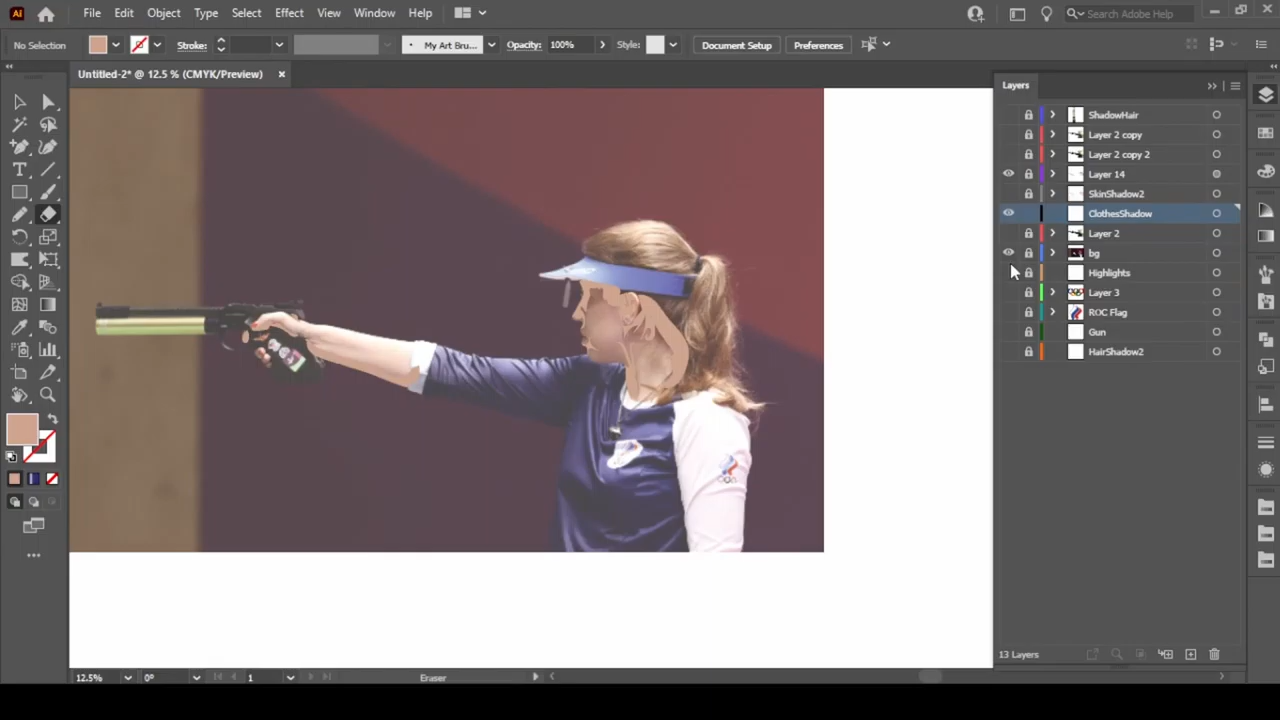 Ai File Edit Object Type Select Effect View Window Help Search Adobe Help
No Selection Stroke: My Art Bru... Opacity: 100% Style: Document Setup Preferences
Untitled-2* @ 12.5 % (CMYK/Preview)
Layers
ShadowHair
Layer 2 copy
Layer 2 copy 2
Layer 14
SkinShadow2
ClothesShadow
Layer 2
bg
Highlights
Layer 3
ROC Flag
Gun
HairShadow2
13 Layers
12.5% 0° 1 Eraser